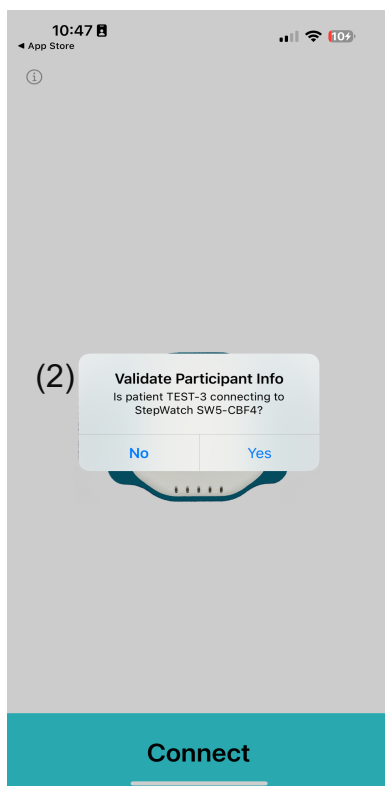 10:47
◀ App Store
10
(2)
Validate Participant Info
Is patient TEST-3 connecting to
StepWatch SW5-CBF4?
No
Yes
Connect